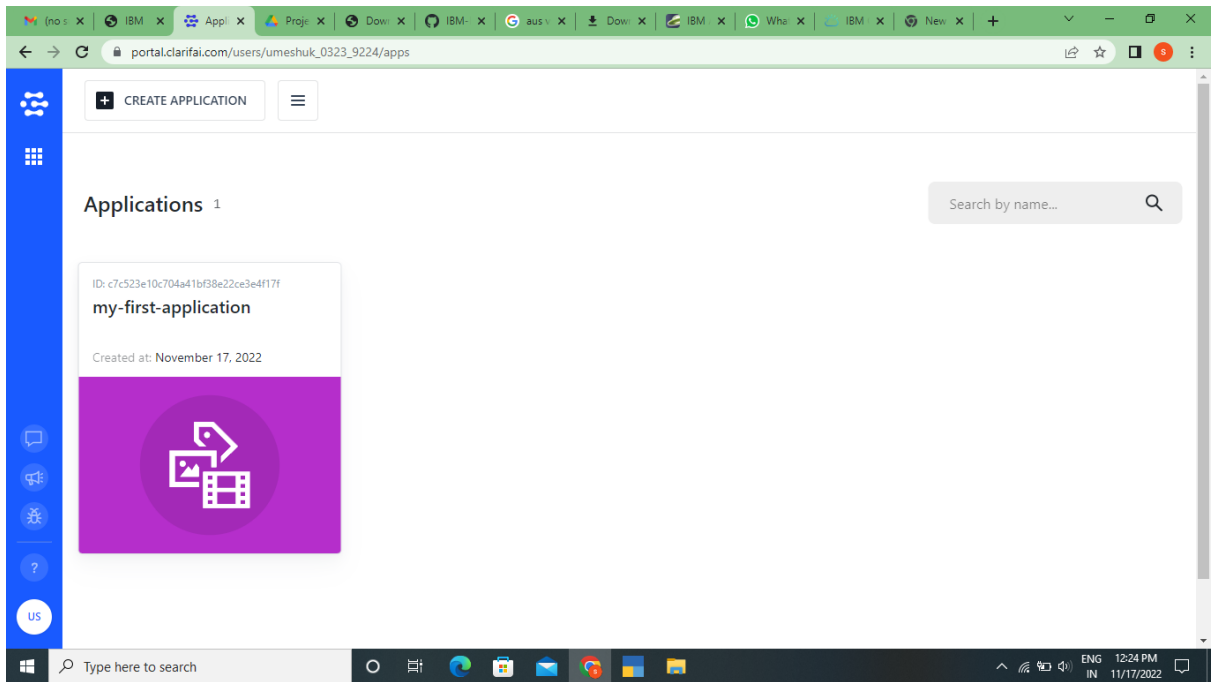 (no s
IBM
Appli
Proje
Dow
IBM-
aus v
Dow
IBM
Wha
IBM
New
portal.clarifai.com/users/umeshuk_0323_9224/apps
S
CREATE APPLICATION
Applications 1
Search by name...
ID: c7c523e10c704a41bf38e22ce3e4f17f
my-first-application
Created at: November 17, 2022
?
US
Type here to search
ENG 12:24 PM
IN 11/17/2022